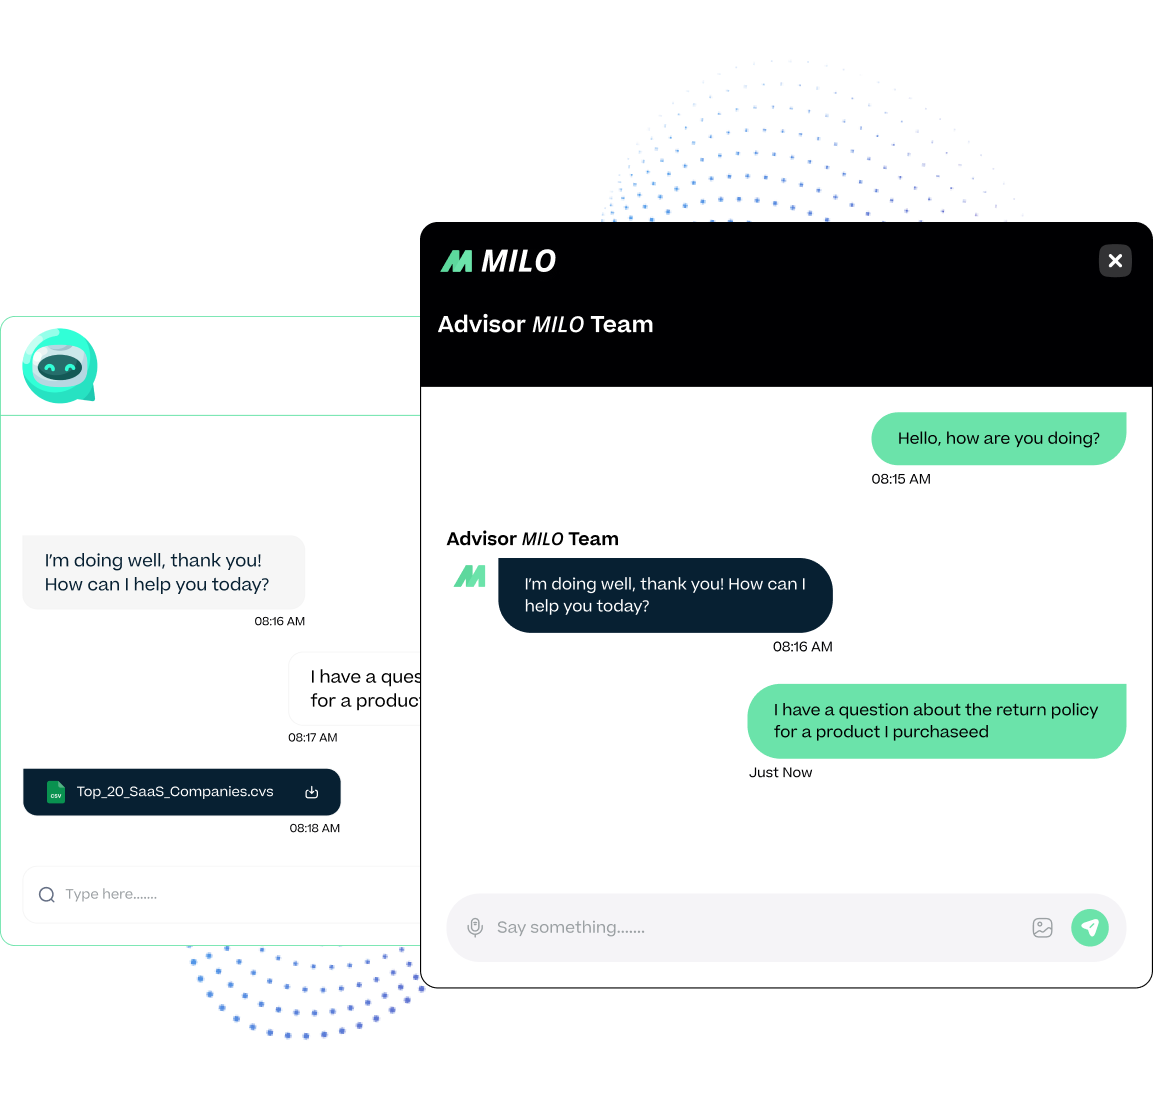 MILO
Advisor MILO Team
Hello, how are you doing?
08:15 AM
Advisor MILO Team
I'm doing well, thank you! How can I
help you today?
08:16 AM
I have a question about the return policy
for a product I purchaseed
Just Now
Say something.......
I'm doing well, thank you!
How can I help you today?
08:16 AM
I have a ques
for a product
08:17 AM
csv
Top_20_SaaS_Companies.cvs
08:18 AM
Type here.......